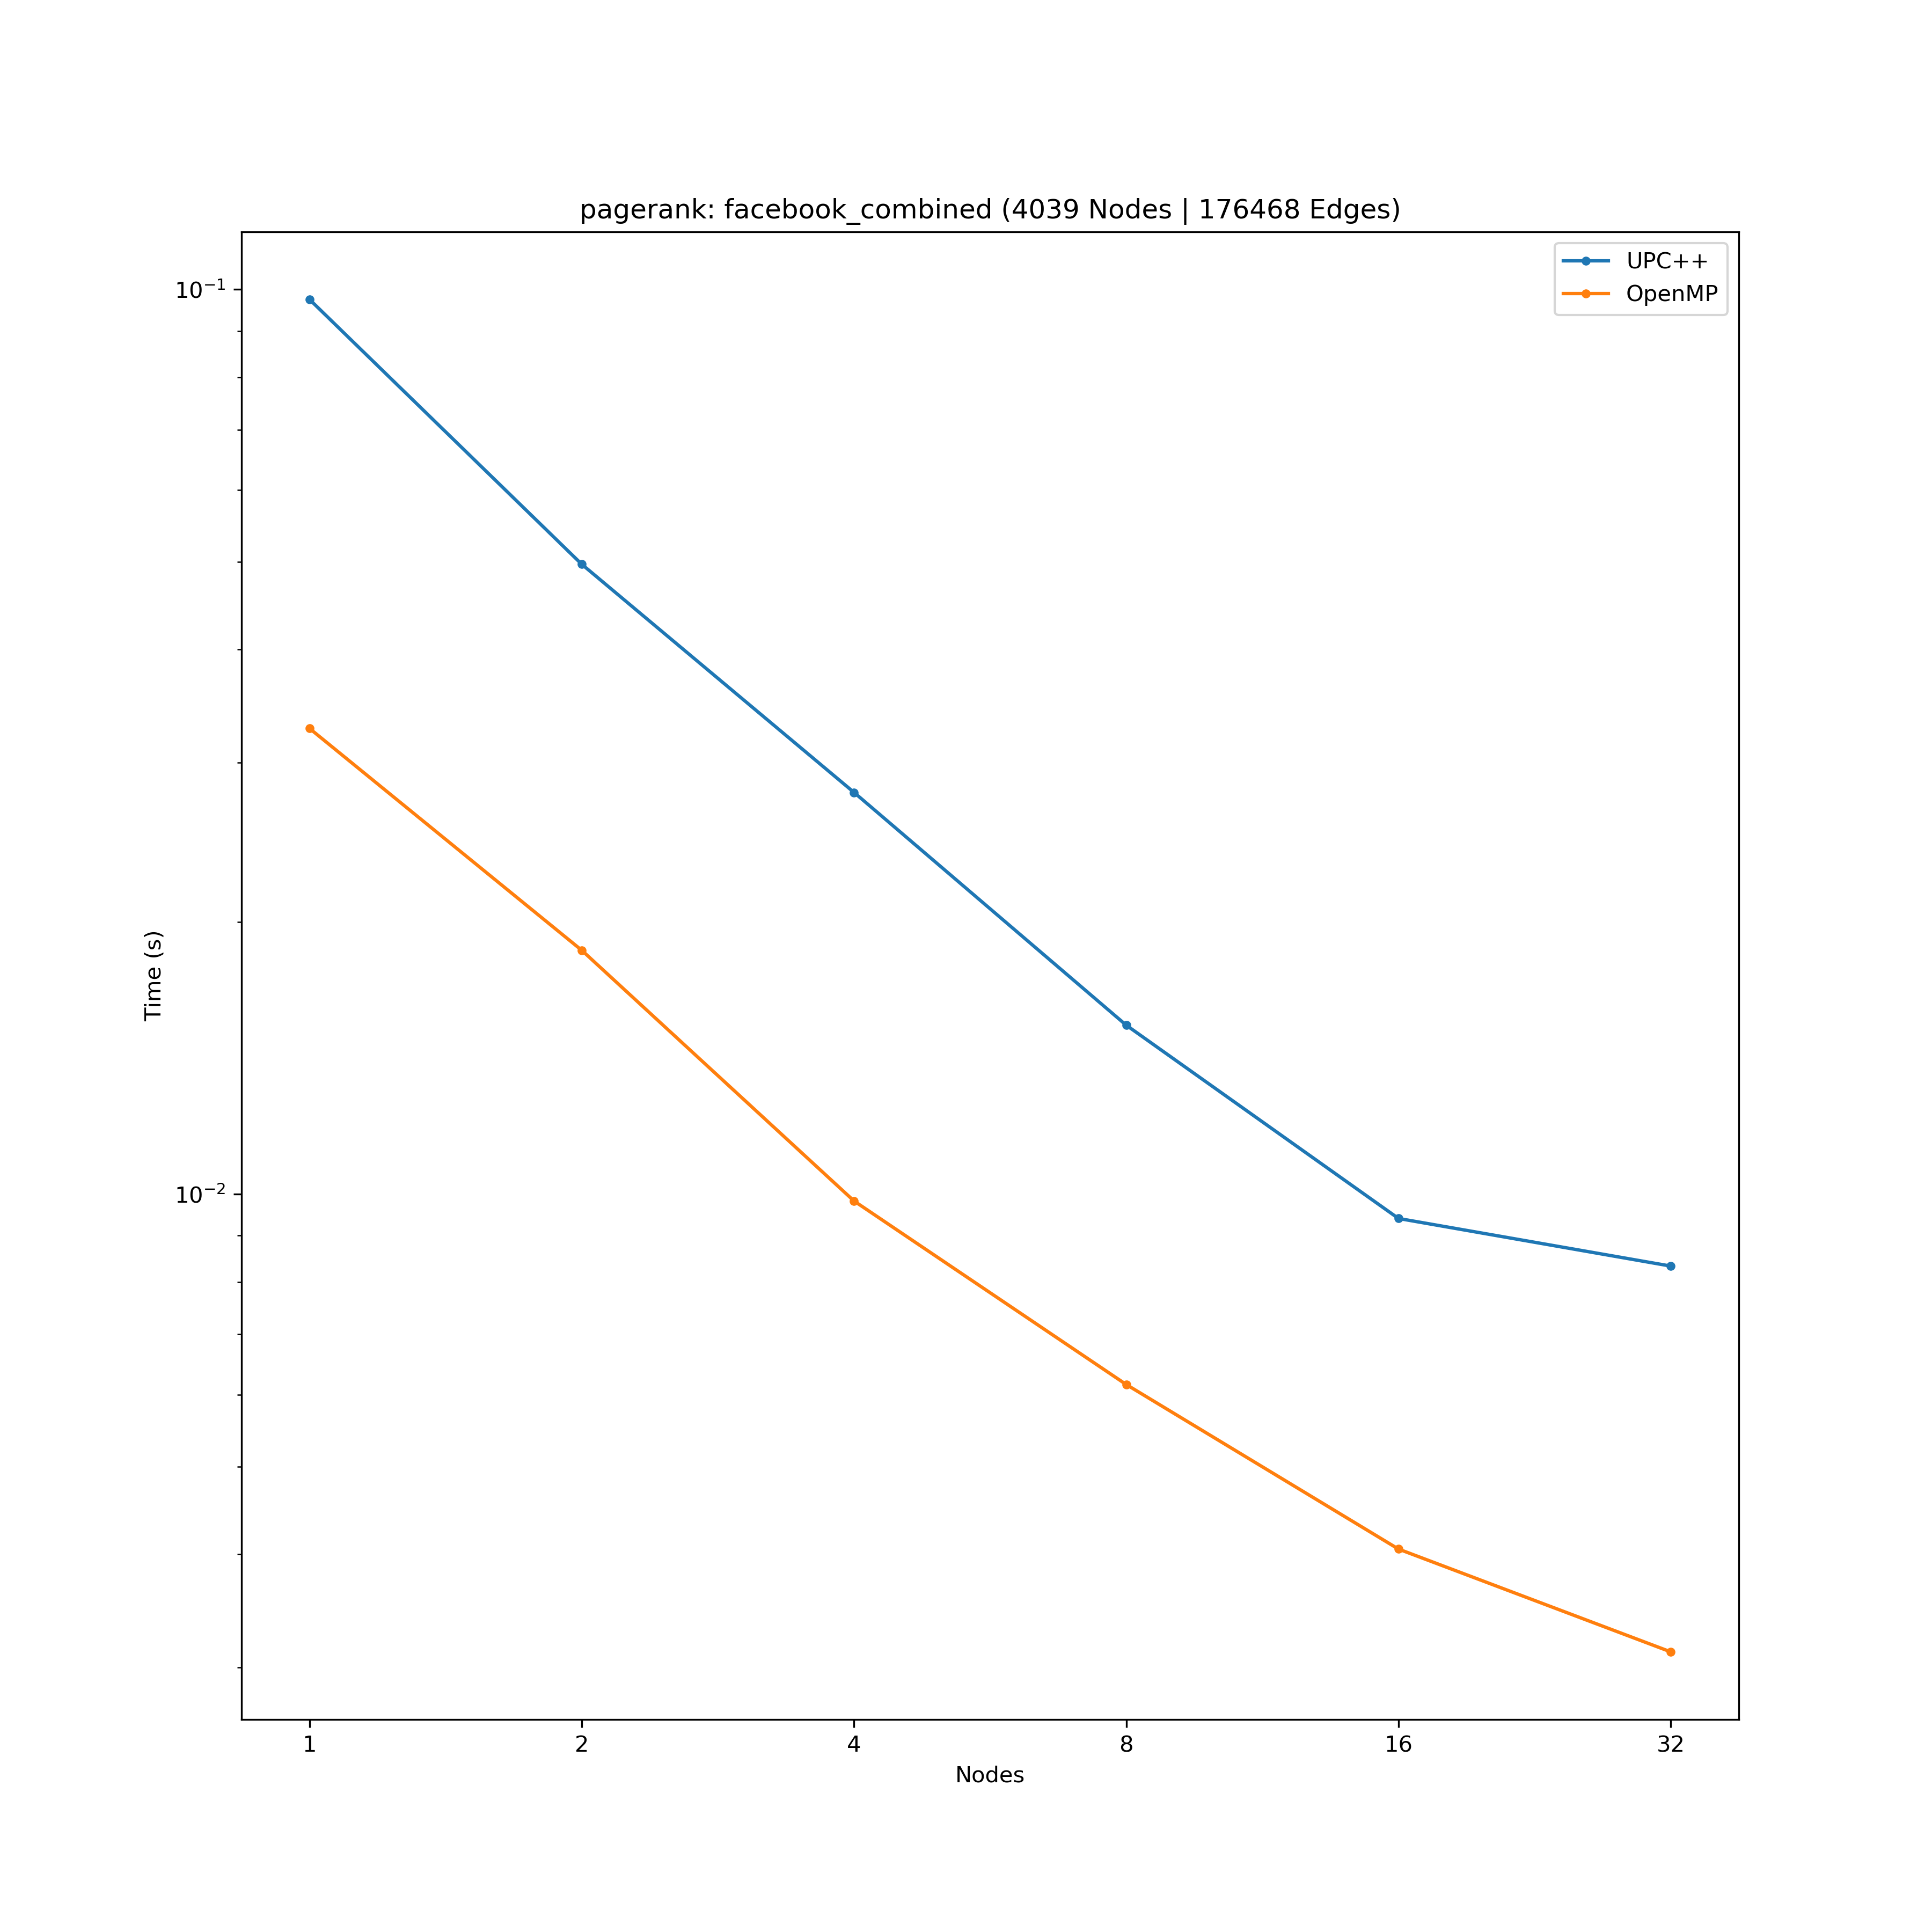 pagerank: facebook_combined (4039 Nodes | 176468 Edges)
UPC++
OpenMP
10⁻¹
10⁻²
Time (s)
1 2 4 8 16 32
Nodes